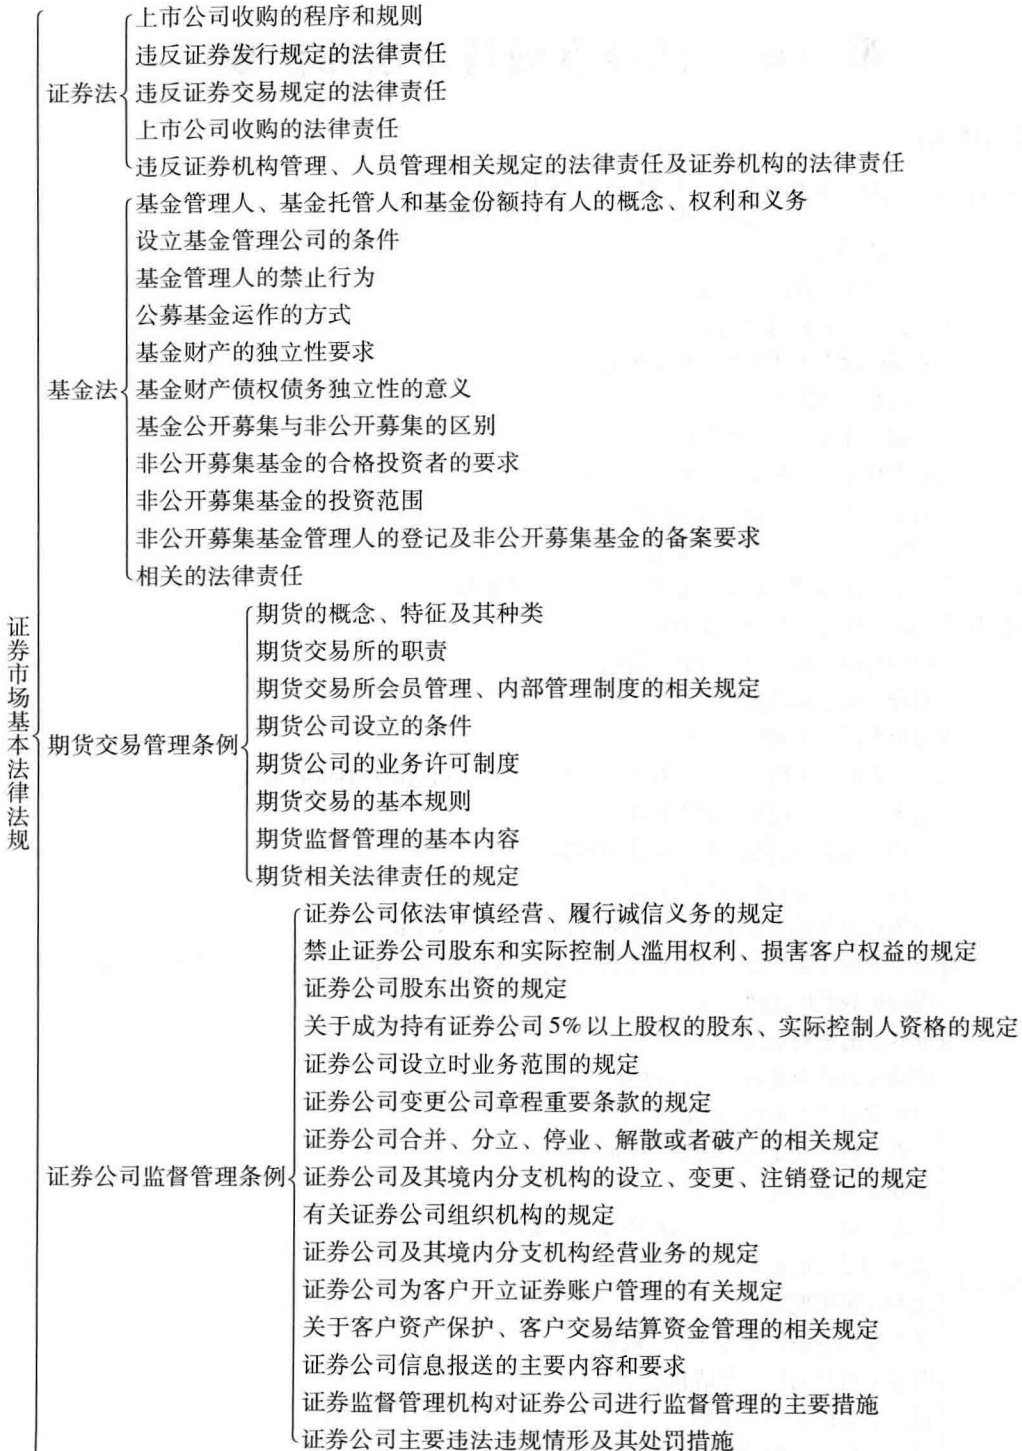 上市公司收购的程序和规则
违反证券发行规定的法律责任
证券法
违反证券交易规定的法律责任
上市公司收购的法律责任
违反证券机构管理、人员管理相关规定的法律责任及证券机构的法律责任
基金管理人、基金托管人和基金份额持有人的概念、权利和义务
设立基金管理公司的条件
基金管理人的禁止行为
公募基金运作的方式
基金财产的独立性要求
基金法
基金财产债权债务独立性的意义
基金公开募集与非公开募集的区别
非公开募集基金的合格投资者的要求
非公开募集基金的投资范围
非公开募集基金管理人的登记及非公开募集基金的备案要求
相关的法律责任
证券市场基本法律法规
期货的概念、特征及其种类
期货交易所的职责
期货交易所会员管理、内部管理制度的相关规定
期货公司设立的条件
期货交易管理条例
期货公司的业务许可制度
期货交易的基本规则
期货监督管理的基本内容
期货相关法律责任的规定
证券公司依法审慎经营、履行诚信义务的规定
禁止证券公司股东和实际控制人滥用权利、损害客户权益的规定
证券公司股东出资的规定
关于成为持有证券公司5%以上股权的股东、实际控制人资格的规定
证券公司设立时业务范围的规定
证券公司变更公司章程重要条款的规定
证券公司合并、分立、停业、解散或者破产的相关规定
证券公司监督管理条例
证券公司及其境内分支机构的设立、变更、注销登记的规定
有关证券公司组织机构的规定
证券公司及其境内分支机构经营业务的规定
证券公司为客户开立证券账户管理的有关规定
关于客户资产保护、客户交易结算资金管理的相关规定
证券公司信息报送的主要内容和要求
证券监督管理机构对证券公司进行监督管理的主要措施
证券公司主要违法违规情形及其处罚措施